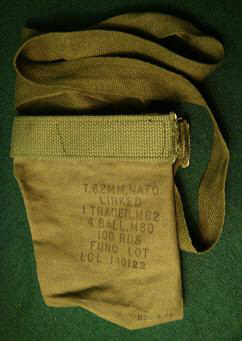 7.62MM,NATO
LINKED
1 TRACER,M62
4 BALL,M80
100 RDS
FUNC LOT
LCL 140122